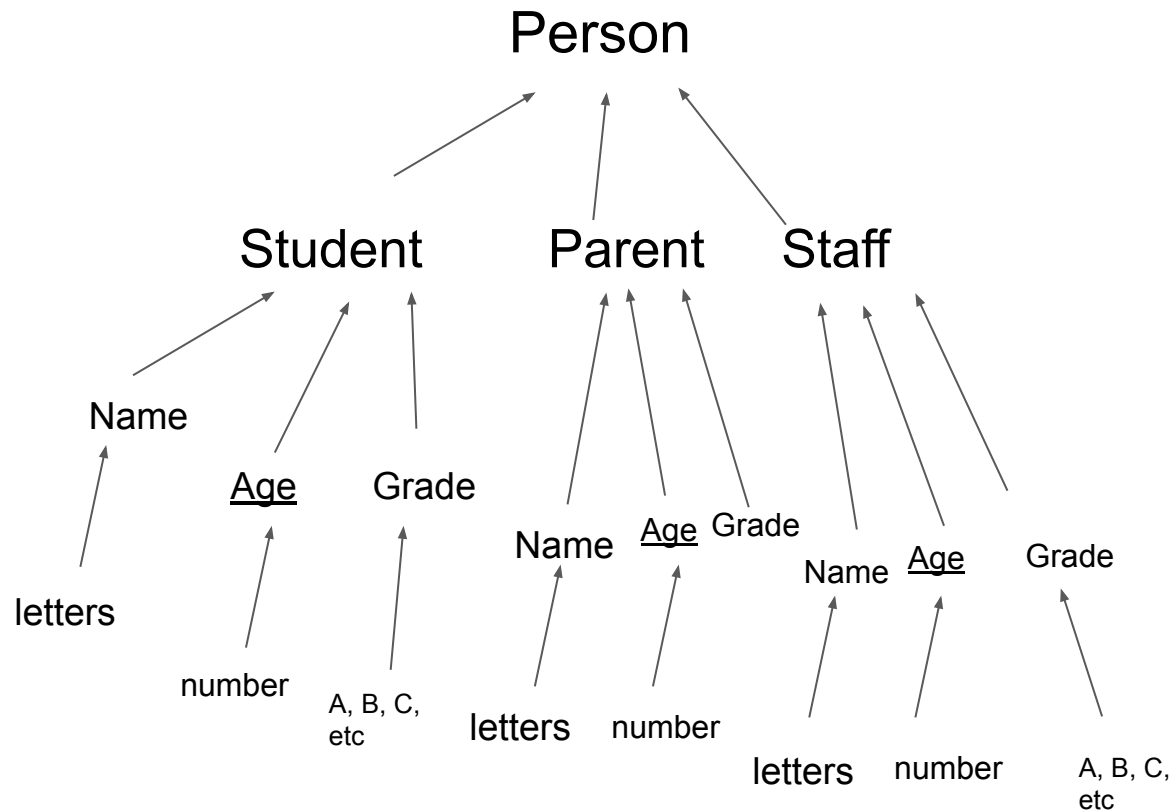 Person
Student
Parent
Staff
Name
Age
Grade
Name
Age
Grade
Name
Age
Grade
letters
number
A, B, C,
etc
letters
number
letters
number
A, B, C,
etc